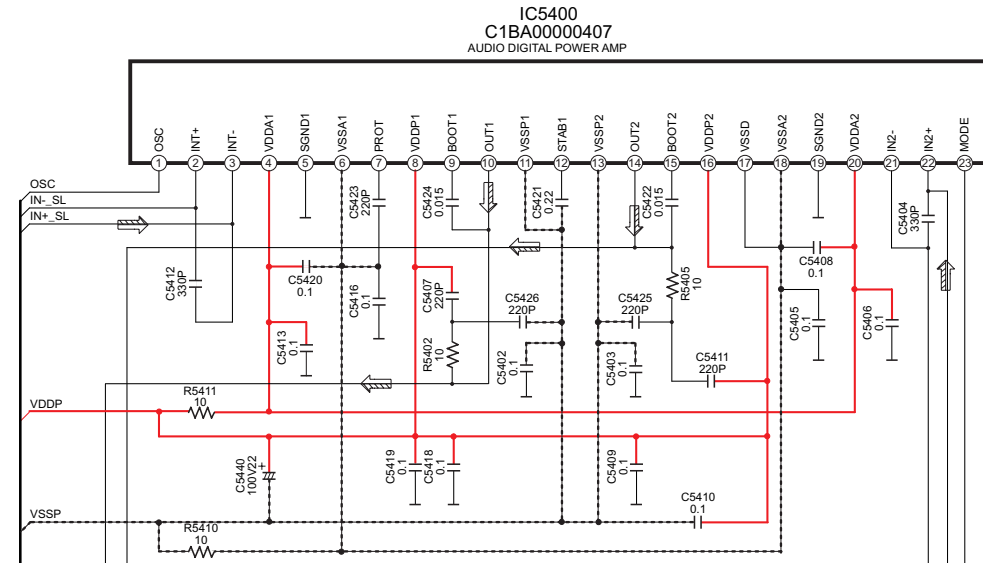 IC5400
C1BA00000407
AUDIO DIGITAL POWER AMP
OSC
INT+
INT-
VDDA1
SGND1
VSSA1
PROT
VDDP1
BOOT1
OUT1
VSSP1
STAB1
VSSP2
OUT2
BOOT2
VDDP2
VSSD
VSSA2
SGND2
VDDA2
IN2-
IN2+
MODE
1
2
3
4
5
6
7
8
9
10
11
12
13
14
15
16
17
18
19
20
21
22
23
OSC
IN-_SL
IN+_SL
C5423
220P
C5424
0.015
C5421
0.22
C5422
0.015
C5404
330P
C5412
330P
C5420
0.1
C5416
0.1
C5407
220P
C5426
220P
C5425
220P
R5405
10
C5408
0.1
C5413
0.1
R5402
10
C5402
0.1
C5403
0.1
C5411
220P
C5405
0.1
C5406
0.1
VDDP
R5411
10
C5440
100V22
+
C5419
0.1
C5418
0.1
C5409
0.1
C5410
0.1
VSSP
R5410
10